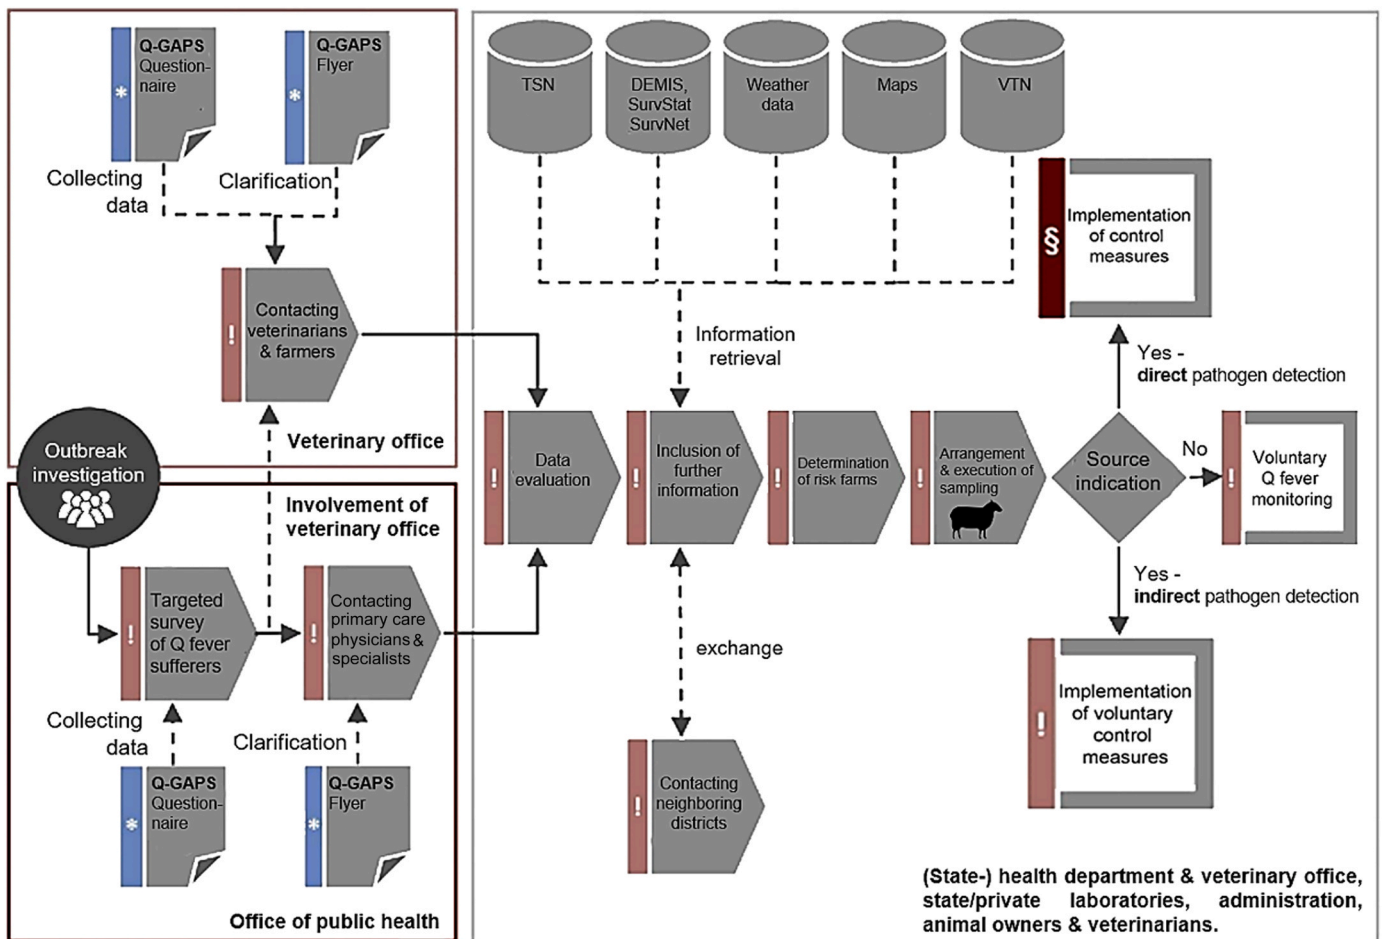 Q-GAPS
Question-
naire
*
Q-GAPS
Flyer
*
Collecting
data
Clarification
!
Contacting
veterinarians
& farmers
Veterinary office
Outbreak
investigation
Involvement of
veterinary office
!
Targeted
survey
of Q fever
sufferers
!
Contacting
primary care
physicians &
specialists
Collecting
data
Clarification
*
Q-GAPS
Question-
naire
*
Q-GAPS
Flyer
Office of public health
TSN
DEMIS,
SurvStat
SurvNet
Weather
data
Maps
VTN
Information
retrieval
!
Data
evaluation
!
Inclusion of
further
information
!
Determination
of risk farms
!
Arrangement
& execution of
sampling
Source
indication
§
Implementation
of control
measures
Yes -
direct pathogen detection
No
!
Voluntary
Q fever
monitoring
Yes -
indirect pathogen detection
!
Implementation
of voluntary
control
measures
exchange
!
Contacting
neighboring
districts
(State-) health department & veterinary office,
state/private laboratories, administration,
animal owners & veterinarians.